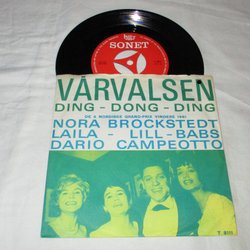 SONET
VÅRVALSEN
DING - DONG - DING
DE 4 NORDISKE GRAND-PRIX VINDERE 1961
NORA BROCKSTEDT
LAILA - LILL-BABS
DARIO CAMPEOTTO